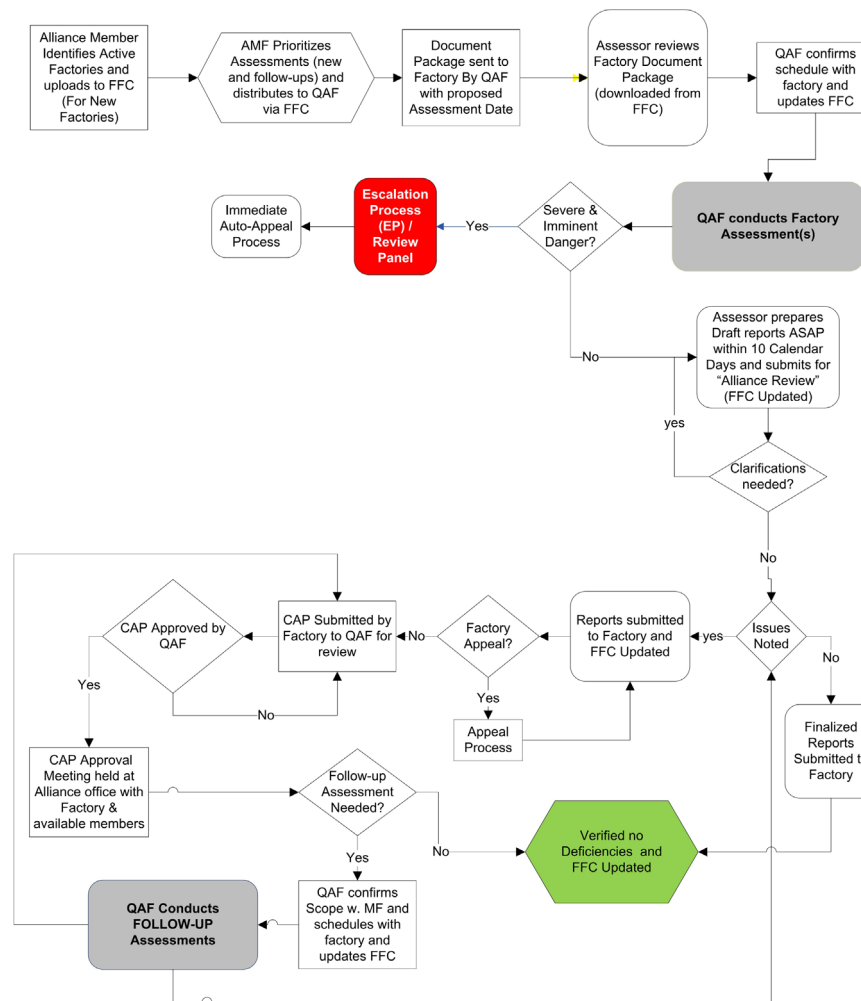 Alliance Member
Identifies Active
Factories and
uploads to FFC
(For New
Factories)
AMF Prioritizes
Assessments (new
and follow-ups) and
distributes to QAF
via FFC
Document
Package sent to
Factory By QAF
with proposed
Assessment Date
Assessor reviews
Factory Document
Package
(downloaded from
FFC)
QAF confirms
schedule with
factory and
updates FFC
Immediate
Auto-Appeal
Process
Escalation
Process
(EP) /
Review
Panel
Yes
Severe &
Imminent
Danger?
QAF conducts Factory
Assessment(s)
No
Assessor prepares
Draft reports ASAP
within 10 Calendar
Days and submits for
“Alliance Review”
(FFC Updated)
yes
Clarifications
needed?
No
CAP Approved by
QAF
CAP Submitted by
Factory to QAF for
review
No
Factory
Appeal?
Reports submitted
to Factory and
FFC Updated
yes
Issues
Noted
No
Yes
No
Yes
Appeal
Process
Finalized
Reports
Submitted t
Factory
CAP Approval
Meeting held at
Alliance office with
Factory &
available members
Follow-up
Assessment
Needed?
No
Verified no
Deficiencies and
FFC Updated
Yes
QAF Conducts
FOLLOW-UP
Assessments
QAF confirms
Scope w. MF and
schedules with
factory and
updates FFC